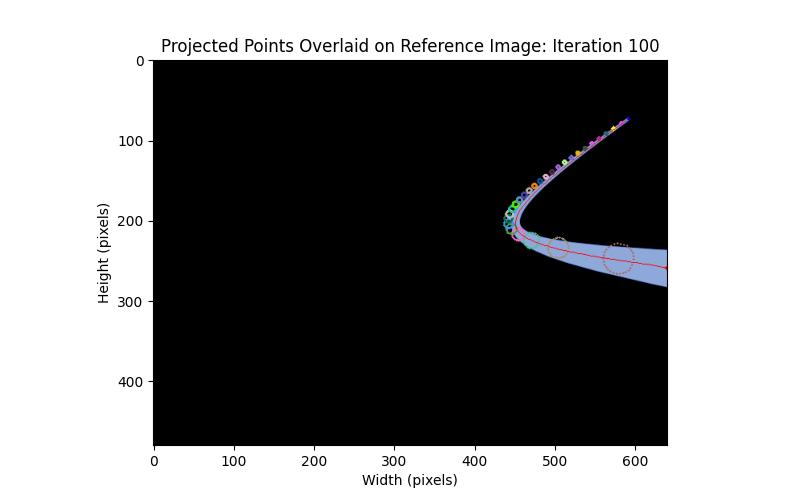 Projected Points Overlaid on Reference Image: Iteration 100
0
100
200
300
400
Height (pixels)
0 100 200 300 400 500 600
Width (pixels)